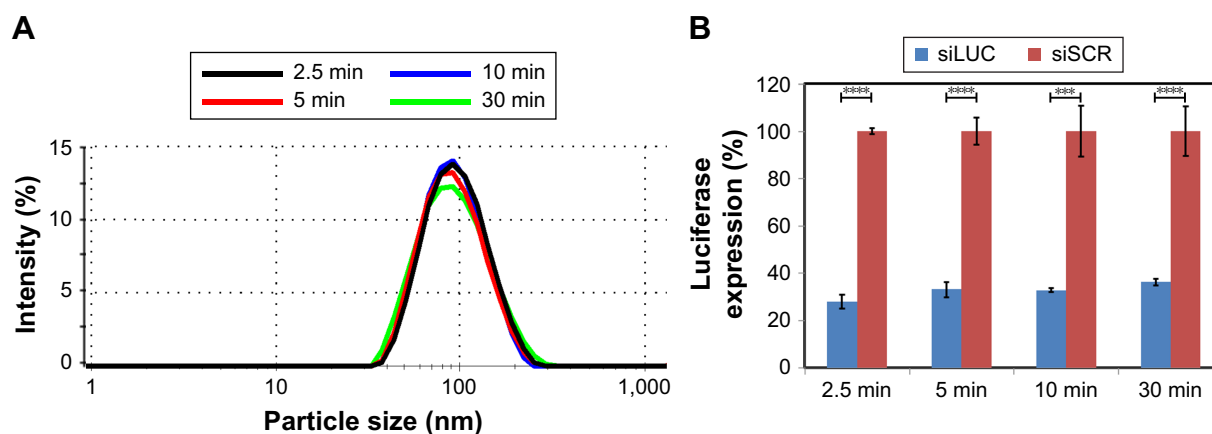 A
2.5 min
10 min
5 min
30 min
15
10
5
0
Intensity (%)
1
10
100
1,000
Particle size (nm)
B
siLUC
siSCR
120
100
80
60
40
20
0
Luciferase
expression (%)
****
****
***
****
2.5 min
5 min
10 min
30 min